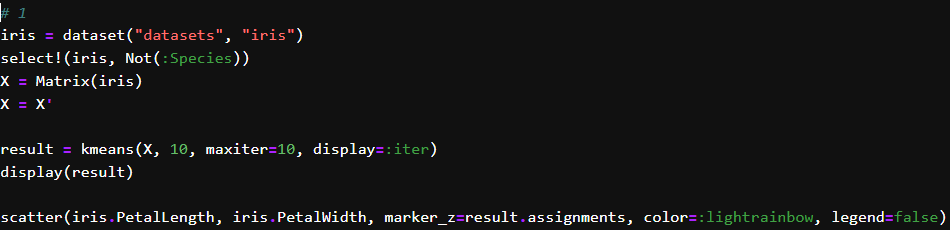 # 1
iris = dataset("datasets", "iris")
select!(iris, Not(:Species))
X = Matrix(iris)
X = X'
result = kmeans(X, 10, maxiter=10, display=:iter)
display(result)
scatter(iris.PetalLength, iris.PetalWidth, marker_z=result.assignments, color=:lightrainbow, legend=false)